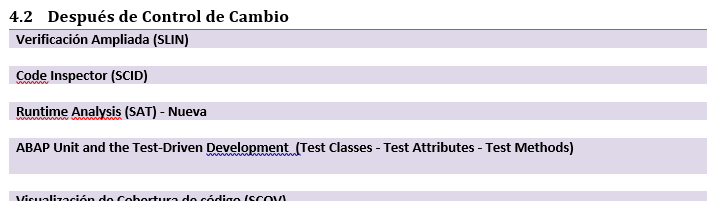 4.2 Después de Control de Cambio
Verificación Ampliada (SLIN)
Code Inspector (SCID)
Runtime Analysis (SAT) - Nueva
ABAP Unit and the Test-Driven Development (Test Classes - Test Attributes - Test Methods)
Visualización de Cobertura de código (SCOV)